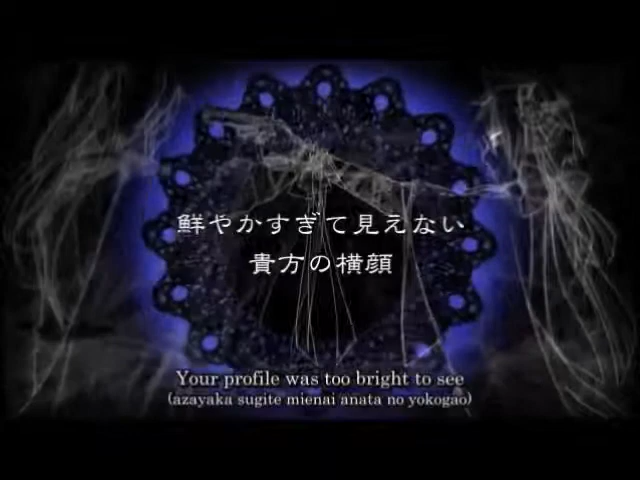 鮮やかすぎて見えない
貴方の横顔
Your profile was too bright to see
(azayaka sugite mienai anata no yokogao)